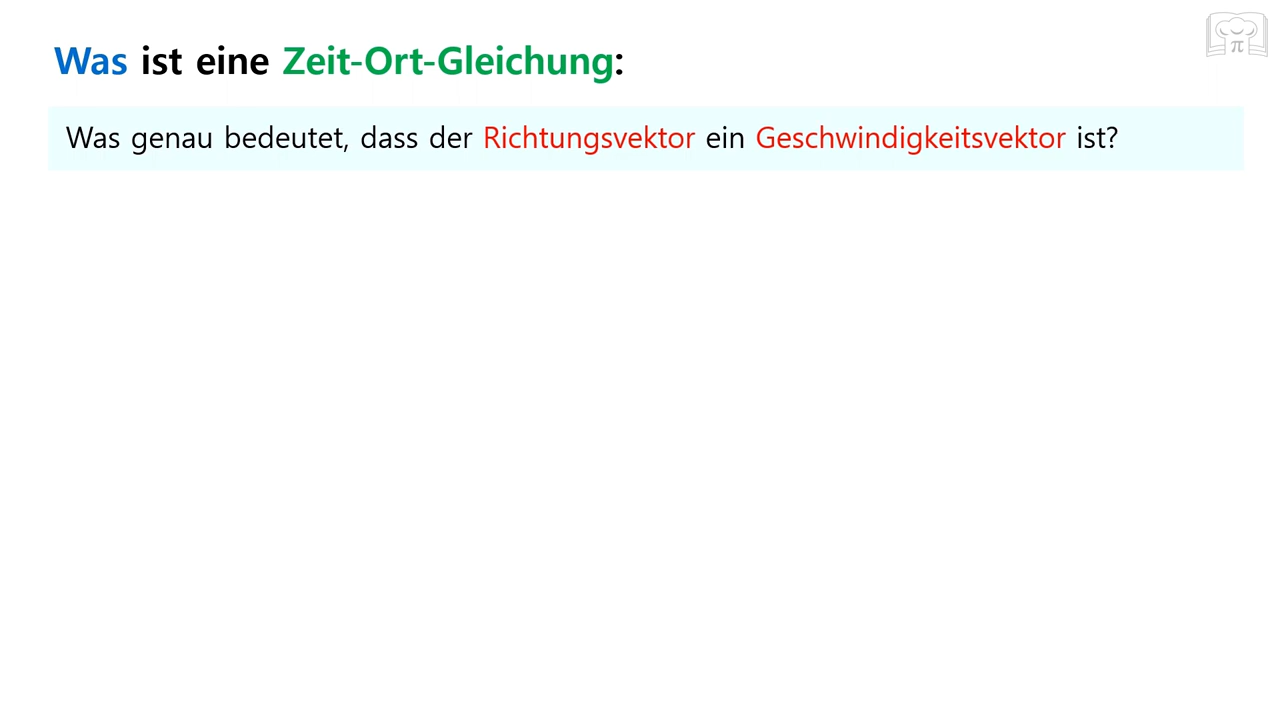 Was ist eine Zeit-Ort-Gleichung:
Was genau bedeutet, dass der Richtungsvektor ein Geschwindigkeitsvektor ist?
π